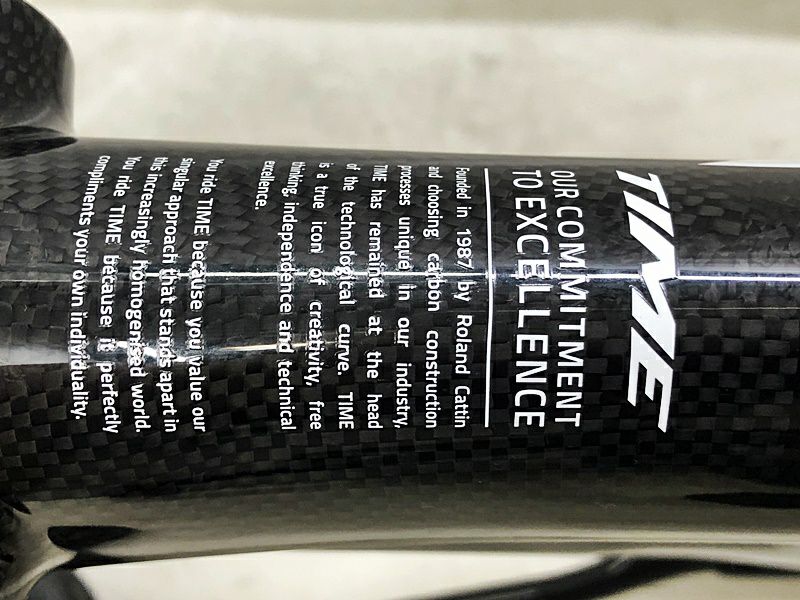 TIME
OUR COMMITMENT
TO EXCELLENCE
Founded in 1987 by Roland Cattin
and choosing carbon construction
processes unique in our industry,
TIME has remained at the head
of the technological curve. TIME
is a true icon of creativity, free
thinking, independence and technical
excellence.
You ride TIME because you value our
singular approach that stands apart in
this increasingly homogenised world.
You ride TIME because it perfectly
compliments your own individuality.